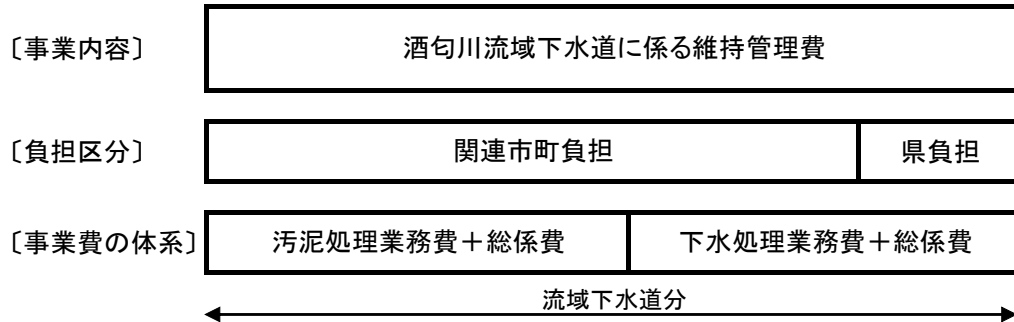 〔事業内容〕 酒匂川流域下水道に係る維持管理費
〔負担区分〕 関連市町負担 県負担
〔事業費の体系〕 汚泥処理業務費＋総係費 下水処理業務費＋総係費
流域下水道分